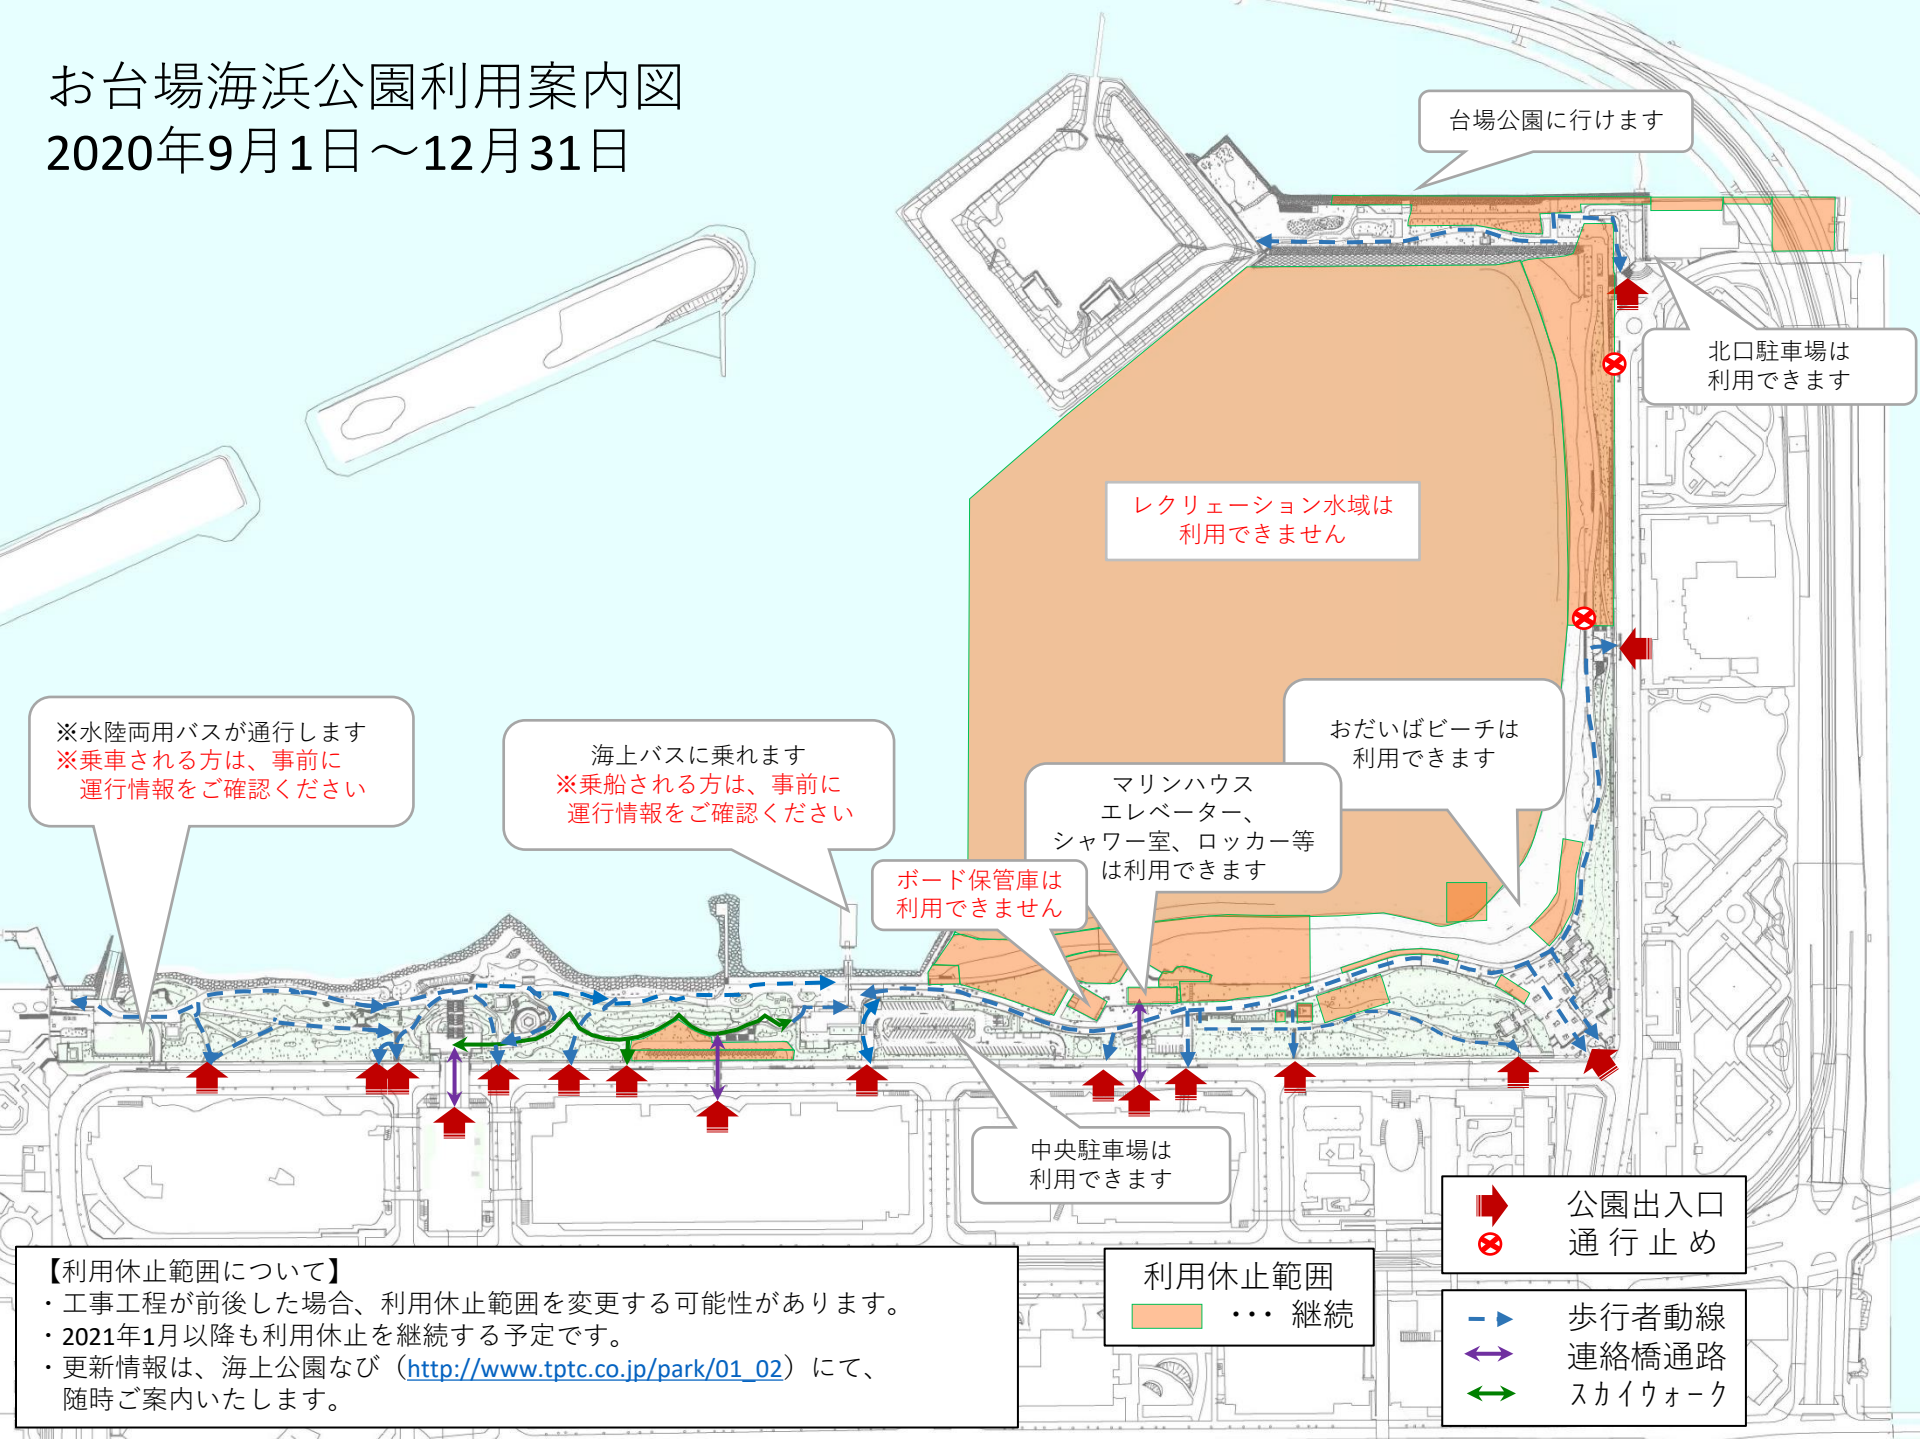 お台場海浜公園利用案内図
2020年9月1日～12月31日
台場公園に行けます
北口駐車場は
利用できます
レクリェーション水域は
利用できません
おだいばビーチは
利用できます
※水陸両用バスが通行します
※乗車される方は、事前に
運行情報をご確認ください
海上バスに乗れます
※乗船される方は、事前に
運行情報をご確認ください
マリンハウス
エレベーター、
シャワー室、ロッカー等
は利用できます
ボード保管庫は
利用できません
中央駐車場は
利用できます
公園出入口
通行止め
【利用休止範囲について】
・工事工程が前後した場合、利用休止範囲を変更する可能性があります。
・2021年1月以降も利用休止を継続する予定です。
・更新情報は、海上公園なび（http://www.tptc.co.jp/park/01_02）にて、
随時ご案内いたします。
利用休止範囲
・・・ 継続
歩行者動線
連絡橋通路
スカイウォーク